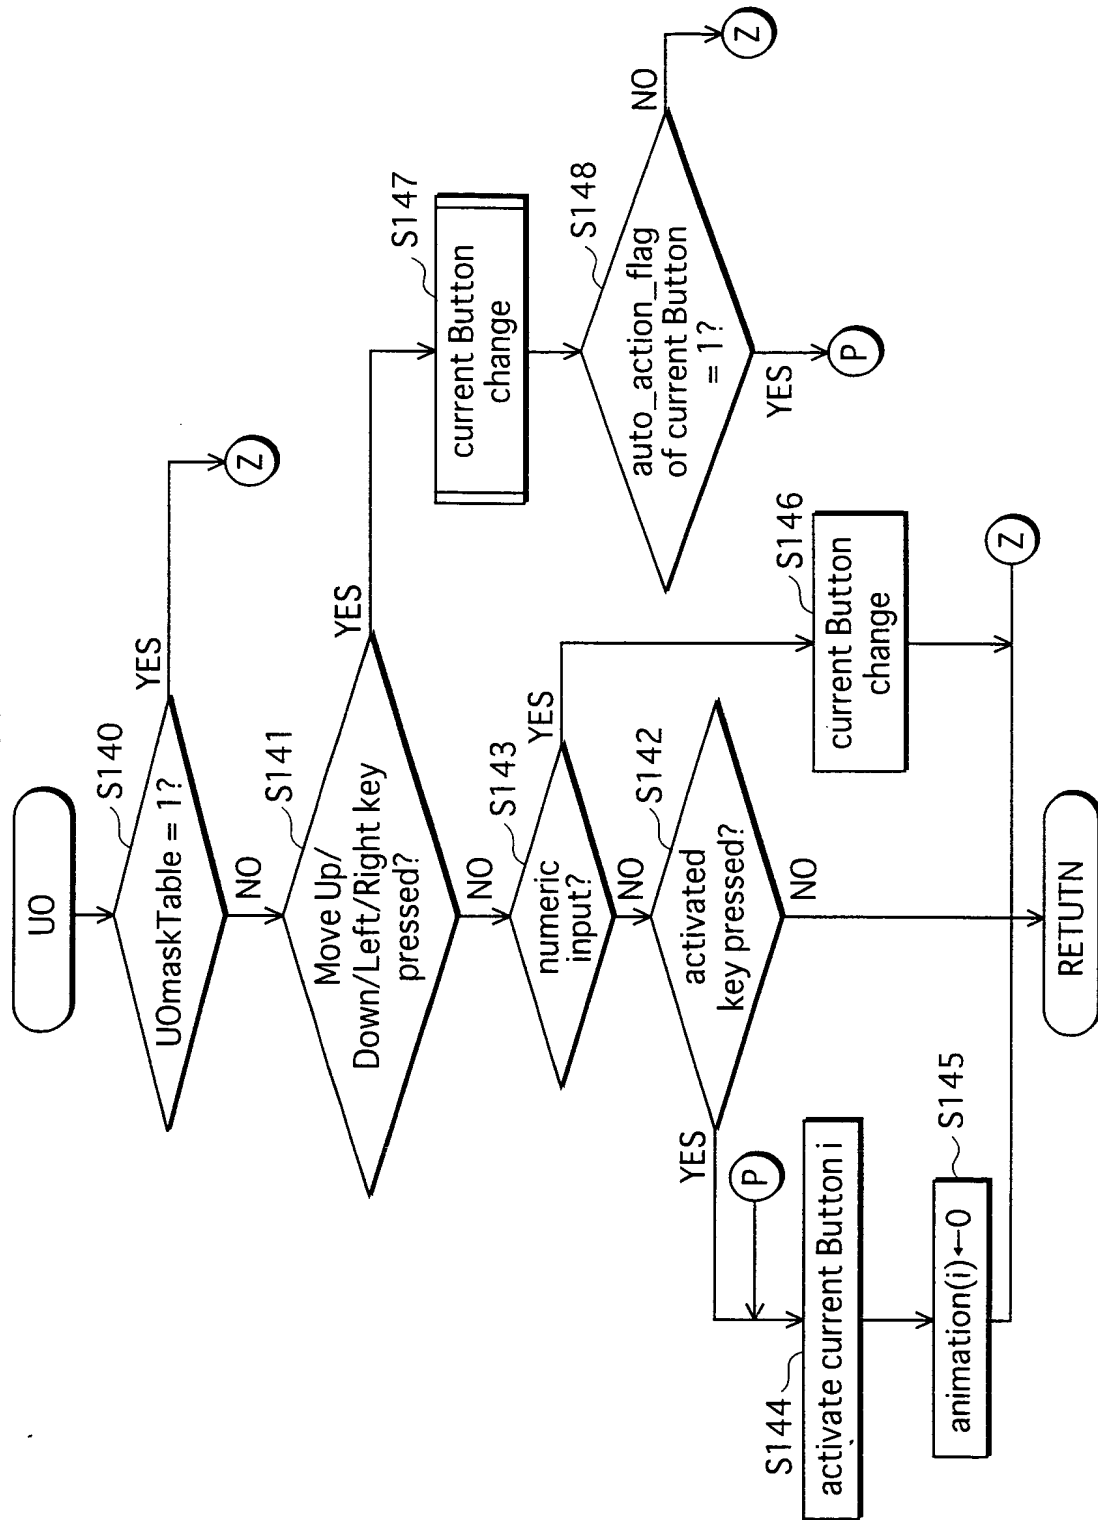 UO
S140
UOmaskTable = 1?
YES
Z
NO
S141
Move Up/
Down/Left/Right key
pressed?
YES
S147
current Button
change
S148
auto_action_flag
of current Button
= 1?
NO
Z
YES
P
NO
S143
numeric
input?
YES
S146
current Button
change
Z
NO
S142
activated
key pressed?
YES
P
S144
activate current Button i
S145
animation(i)←0
NO
RETUTN